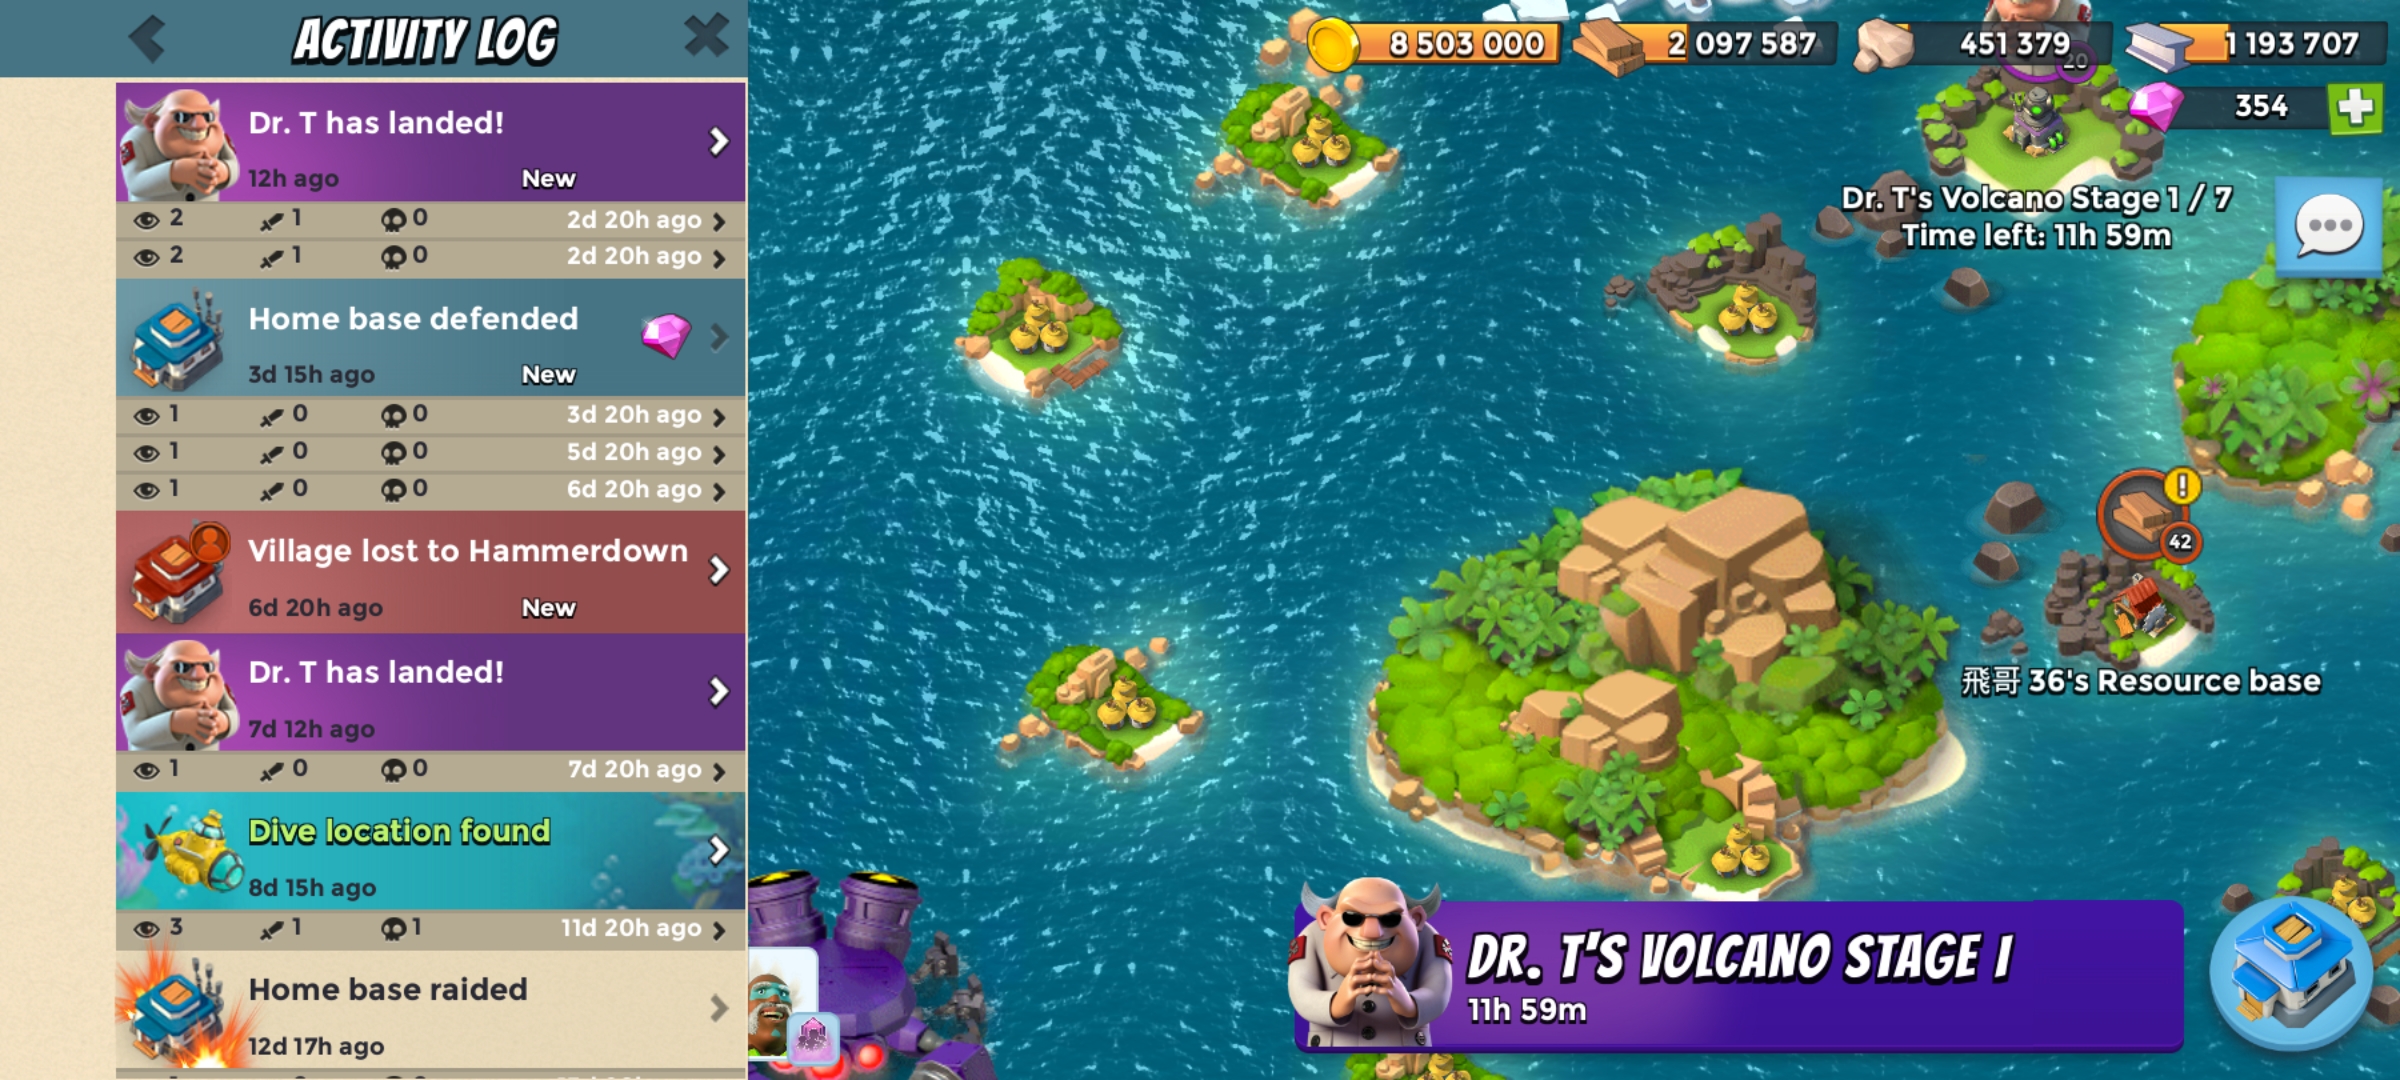 ACTIVITY LOG
Dr. T has landed!
12h ago New
2 1 0 2d 20h ago
2 1 0 2d 20h ago
Home base defended
3d 15h ago New
1 0 0 3d 20h ago
1 0 0 5d 20h ago
1 0 0 6d 20h ago
Village lost to Hammerdown
6d 20h ago New
Dr. T has landed!
7d 12h ago
1 0 0 7d 20h ago
Dive location found
8d 15h ago
3 1 1 11d 20h ago
Home base raided
12d 17h ago
8 503 000 2 097 587 451 379 1 193 707
20
354
Dr. T's Volcano Stage 1 / 7
Time left: 11h 59m
!
42
飛哥 36's Resource base
DR. T'S VOLCANO STAGE 1
11h 59m